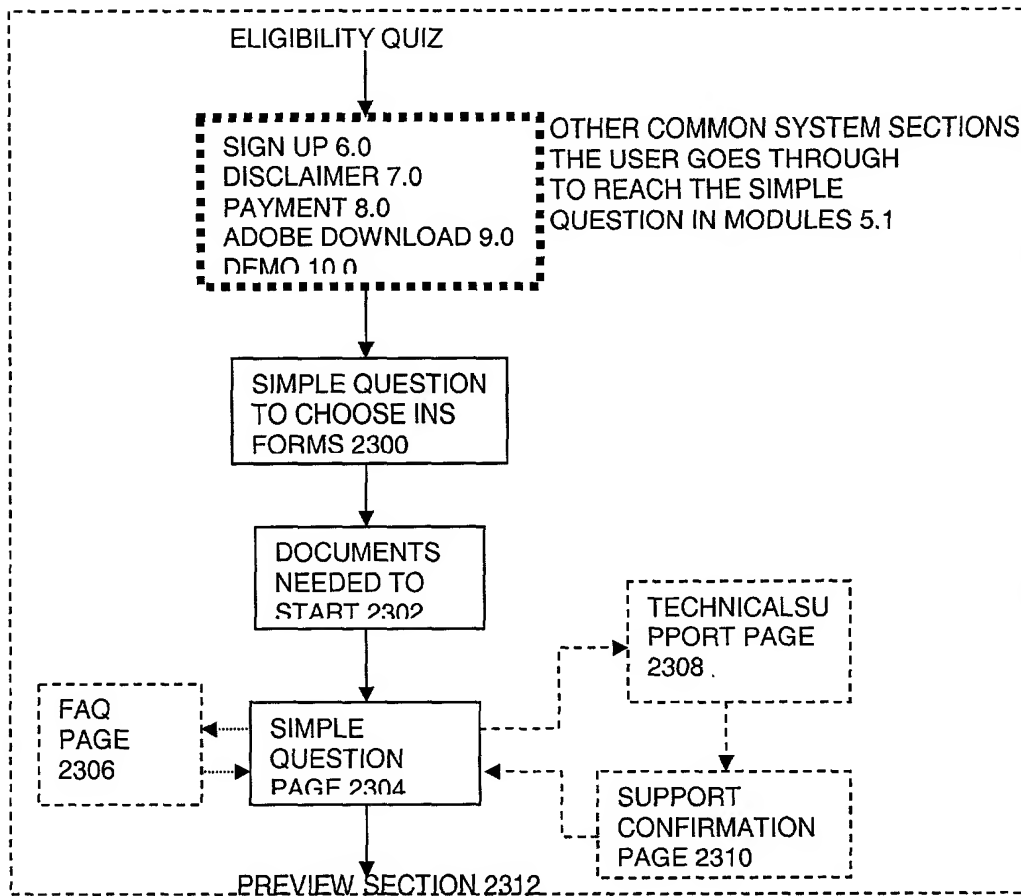 ELIGIBILITY QUIZ
SIGN UP 6.0
DISCLAIMER 7.0
PAYMENT 8.0
ADOBE DOWNLOAD 9.0
DEMO 10.0
OTHER COMMON SYSTEM SECTIONS
THE USER GOES THROUGH
TO REACH THE SIMPLE
QUESTION IN MODULES 5.1
SIMPLE QUESTION
TO CHOOSE INS
FORMS 2300
DOCUMENTS
NEEDED TO
START 2302
TECHNICALSU
PPORT PAGE
2308
FAQ
PAGE
2306
SIMPLE
QUESTION
PAGE 2304
SUPPORT
CONFIRMATION
PAGE 2310
PREVIEW SECTION 2312